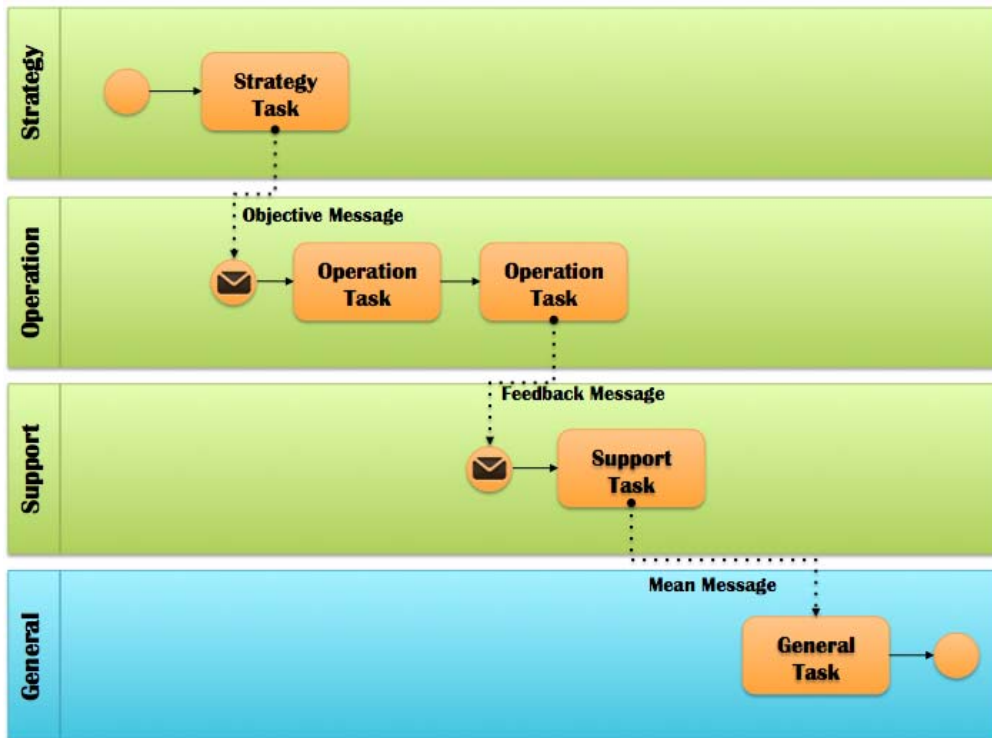 Strategy
Strategy
Task
Operation
Objective Message
Operation
Task
Operation
Task
Support
Feedback Message
Support
Task
General
Mean Message
General
Task